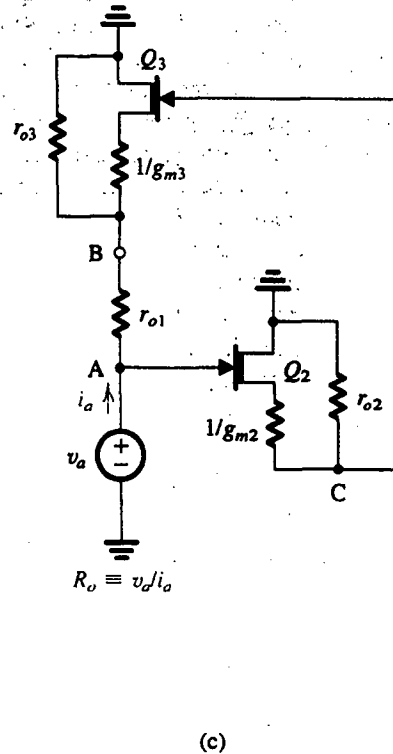 Q3
ro3
1/gm3
B
ro1
A
ia
Q2
ro2
1/gm2
va
C
Ro ≡ va/ia
(c)